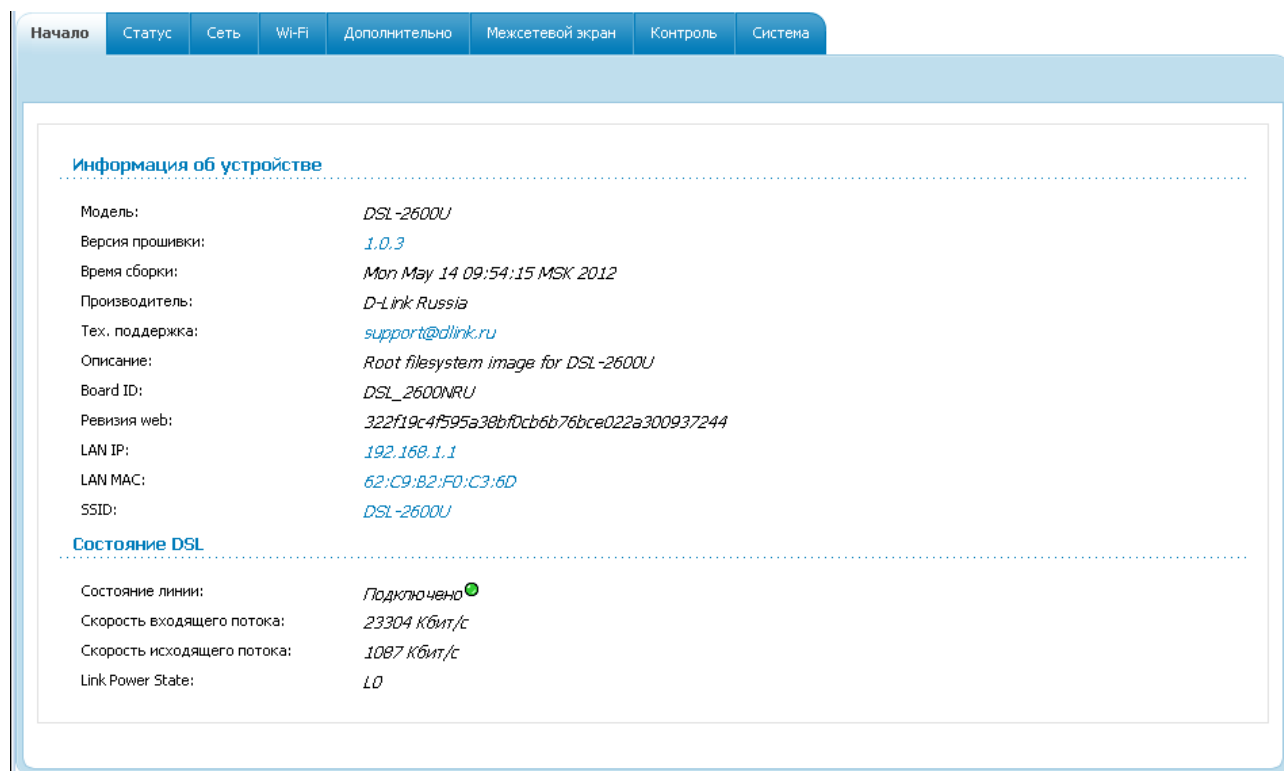 Начало Статус Сеть Wi-Fi Дополнительно Межсетевой экран Контроль Система
Информация об устройстве
Модель: DSL-2600U
Версия прошивки: 1.0.3
Время сборки: Mon May 14 09:54:15 MSK 2012
Производитель: D-Link Russia
Тех. поддержка: support@dlink.ru
Описание: Root filesystem image for DSL-2600U
Board ID: DSL_2600NRU
Ревизия web: 322f19c4f595a38bf0cb6b76bce022a300937244
LAN IP: 192.168.1.1
LAN MAC: 62:C9:B2:F0:C3:6D
SSID: DSL-2600U
Состояние DSL
Состояние линии: Подключено
Скорость входящего потока: 23304 Кбит/с
Скорость исходящего потока: 1087 Кбит/с
Link Power State: L0